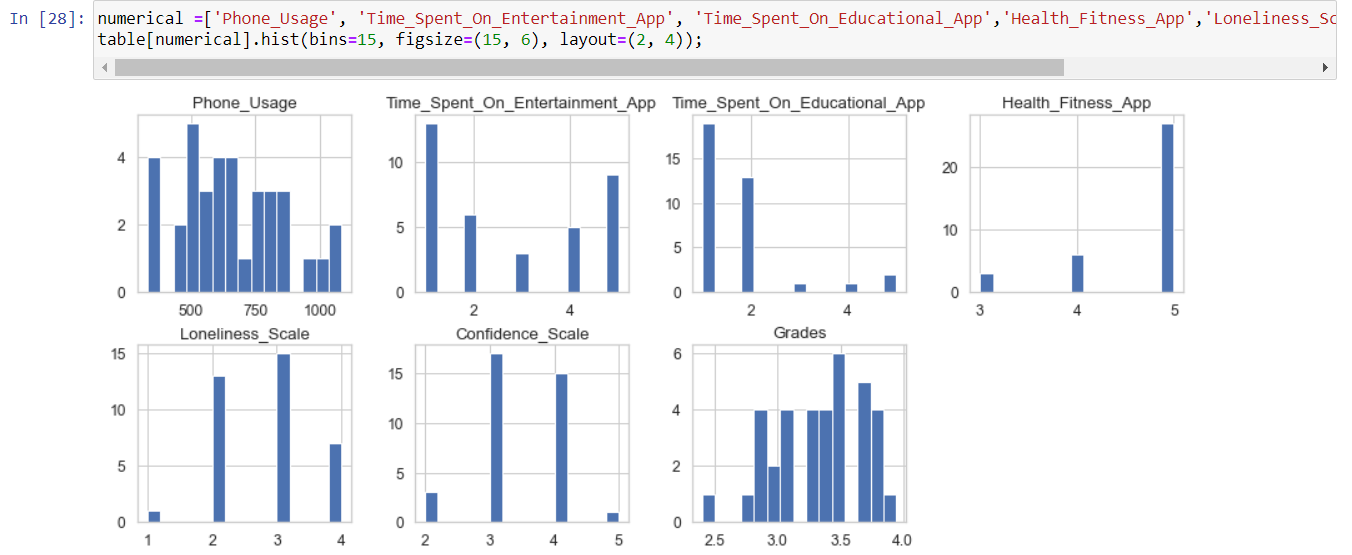 In [28]: numerical =['Phone_Usage', 'Time_Spent_On_Entertainment_App', 'Time_Spent_On_Educational_App','Health_Fitness_App','Loneliness_Sc
table[numerical].hist(bins=15, figsize=(15, 6), layout=(2, 4));
Phone_Usage Time_Spent_On_Entertainment_App Time_Spent_On_Educational_App Health_Fitness_App
4 10 15 20
2 5 10 10
5
0 0 0 0
500 750 1000 2 4 2 4 3 4 5
Loneliness_Scale Confidence_Scale Grades
15 15 6
10 10 4
5 5 2
0 0 0
1 2 3 4 2 3 4 5 2.5 3.0 3.5 4.0